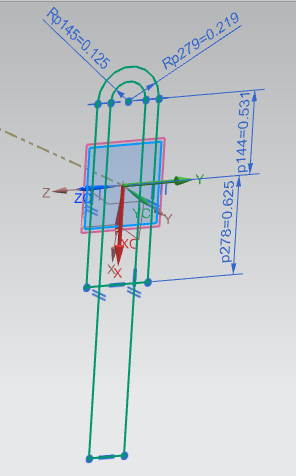 Rp145=0.125
Rp279=0.219
p144=0.531
p278=0.625
Z
ZC
Y
YC
Y
XC
X
X